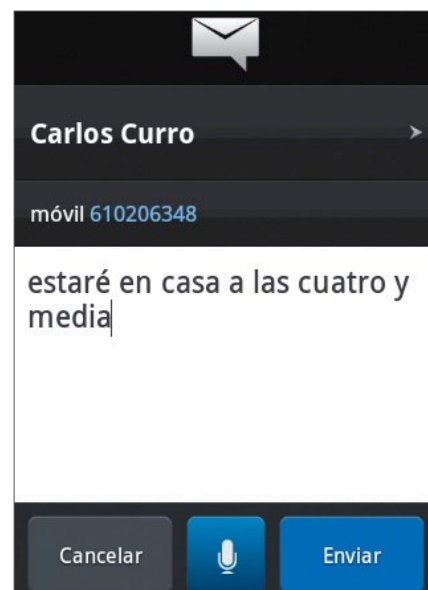 Carlos Curro
móvil 610206348
estaré en casa a las cuatro y
media
Cancelar
Enviar